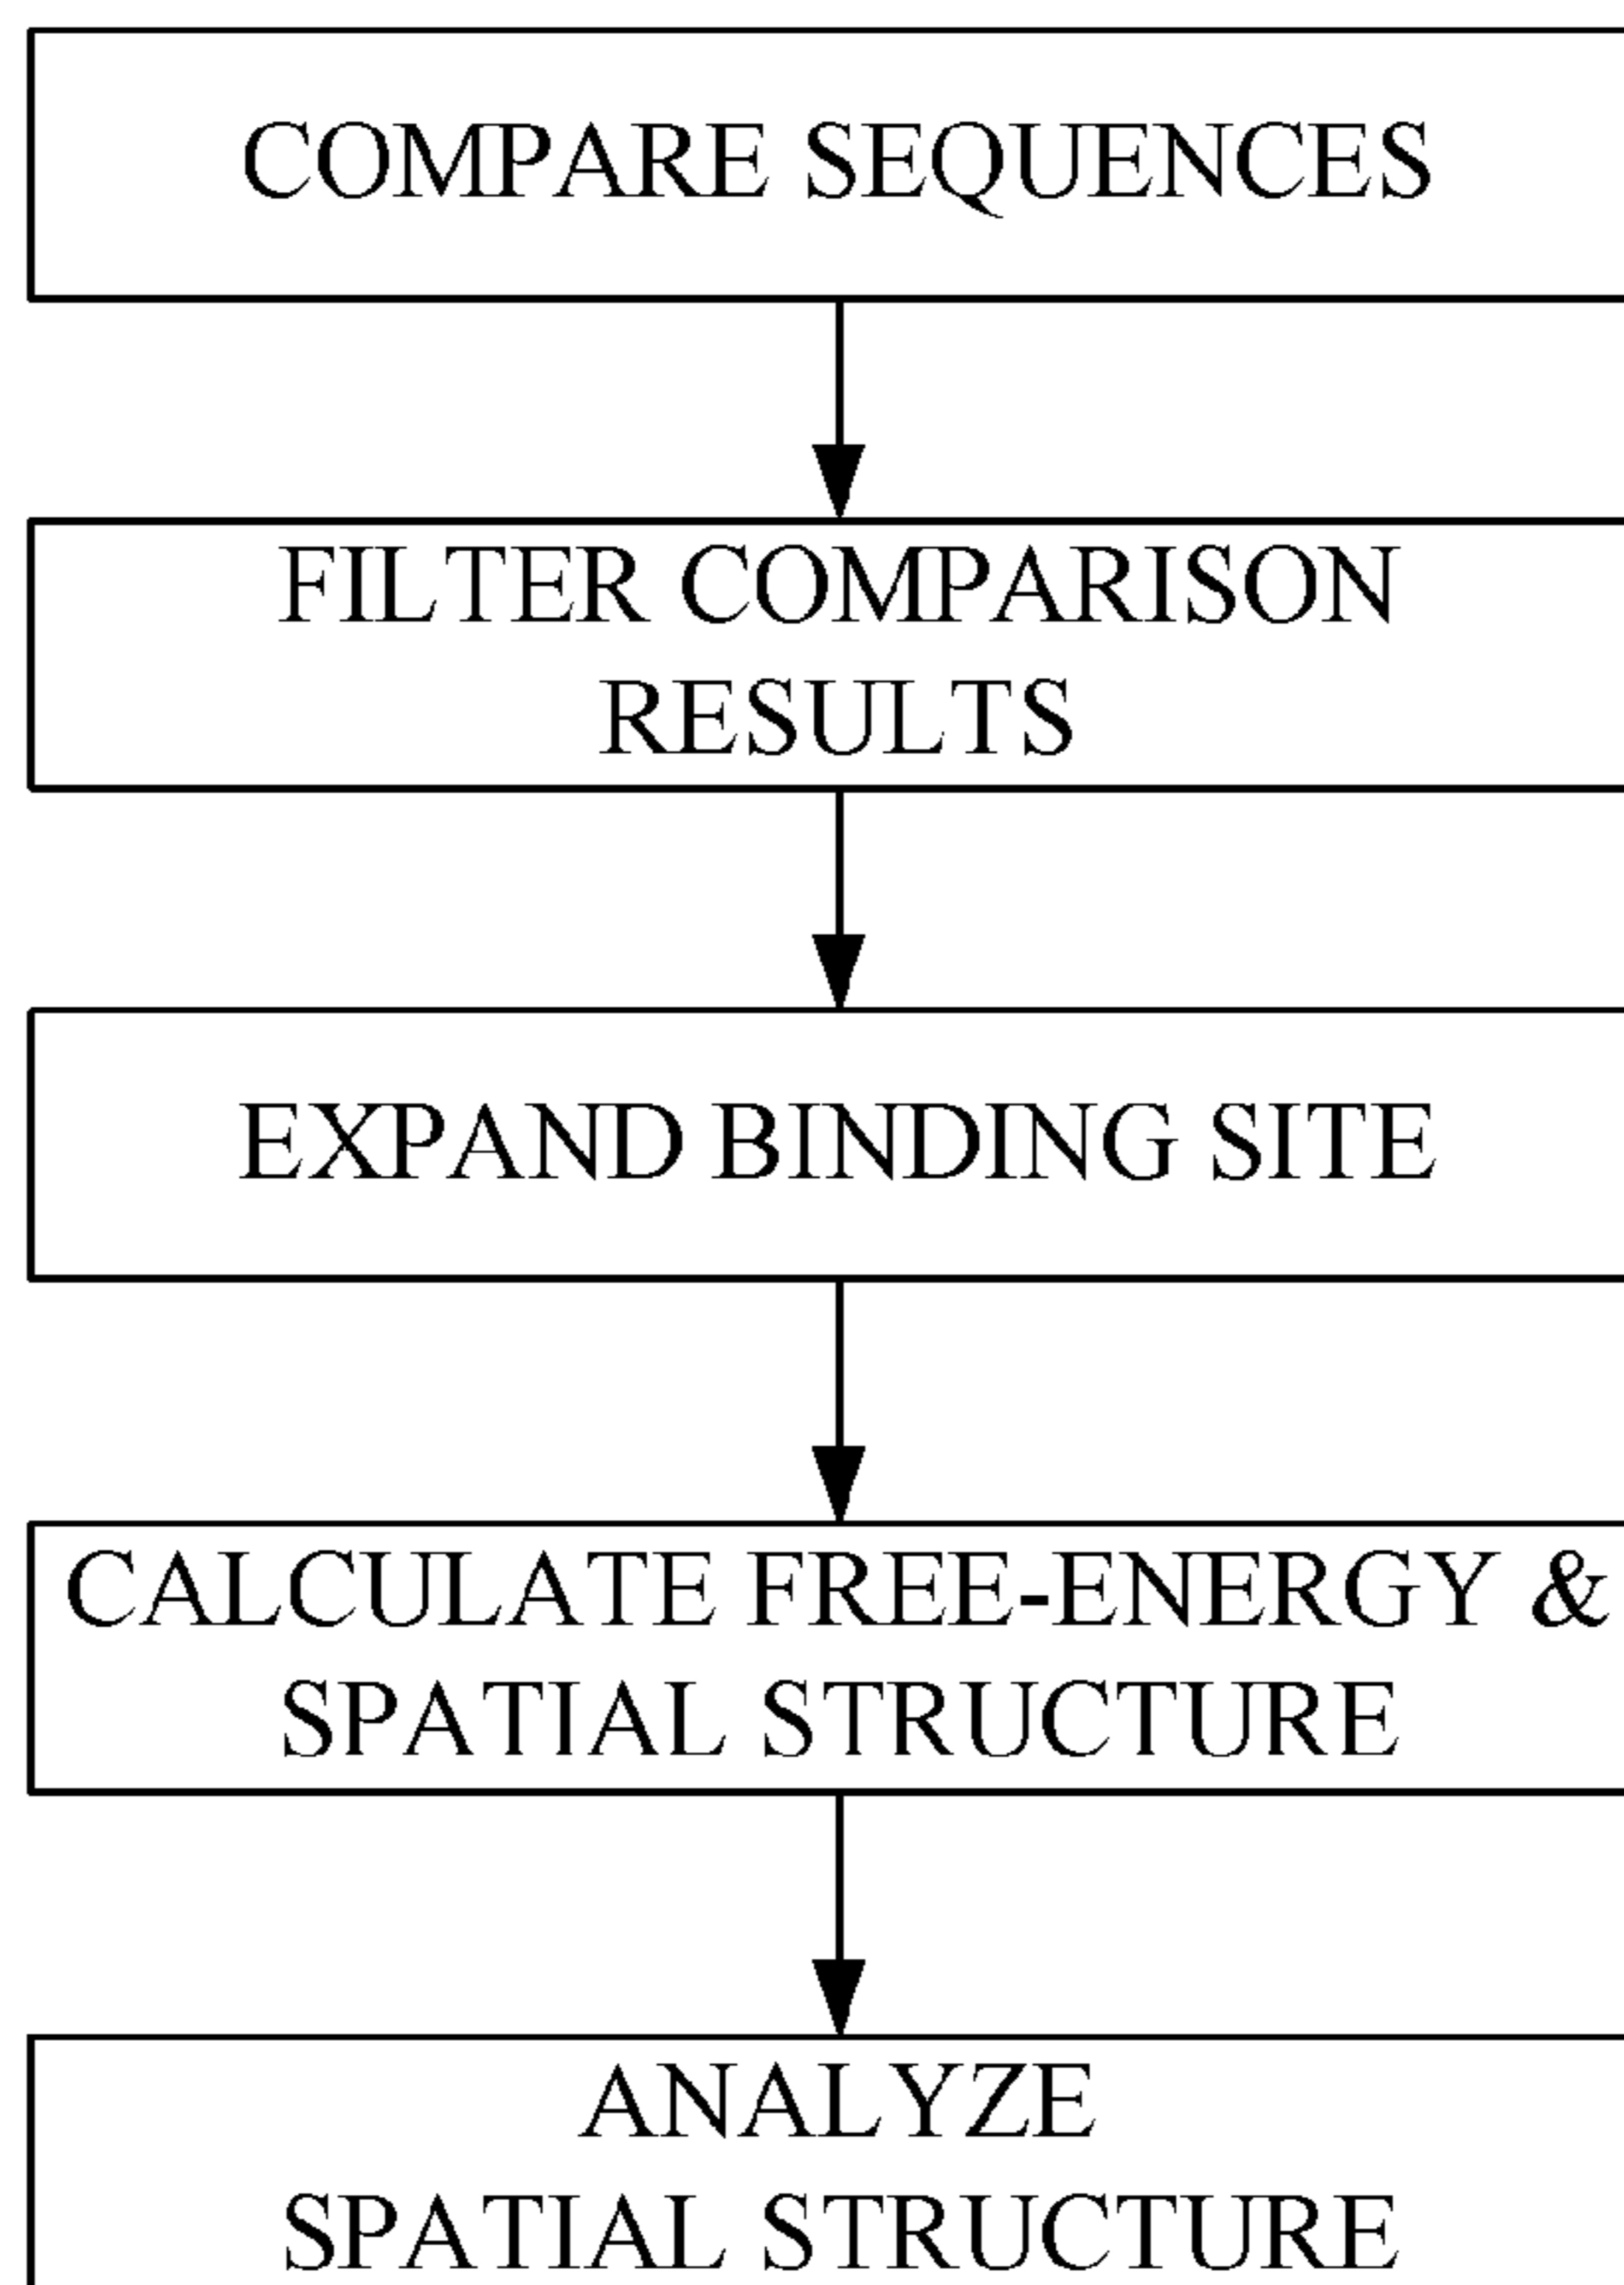 COMPARE SEQUENCES
FILTER COMPARISON
RESULTS
EXPAND BINDING SITE
CALCULATE FREE-ENERGY &
SPATIAL STRUCTURE
ANALYZE
SPATIAL STRUCTURE